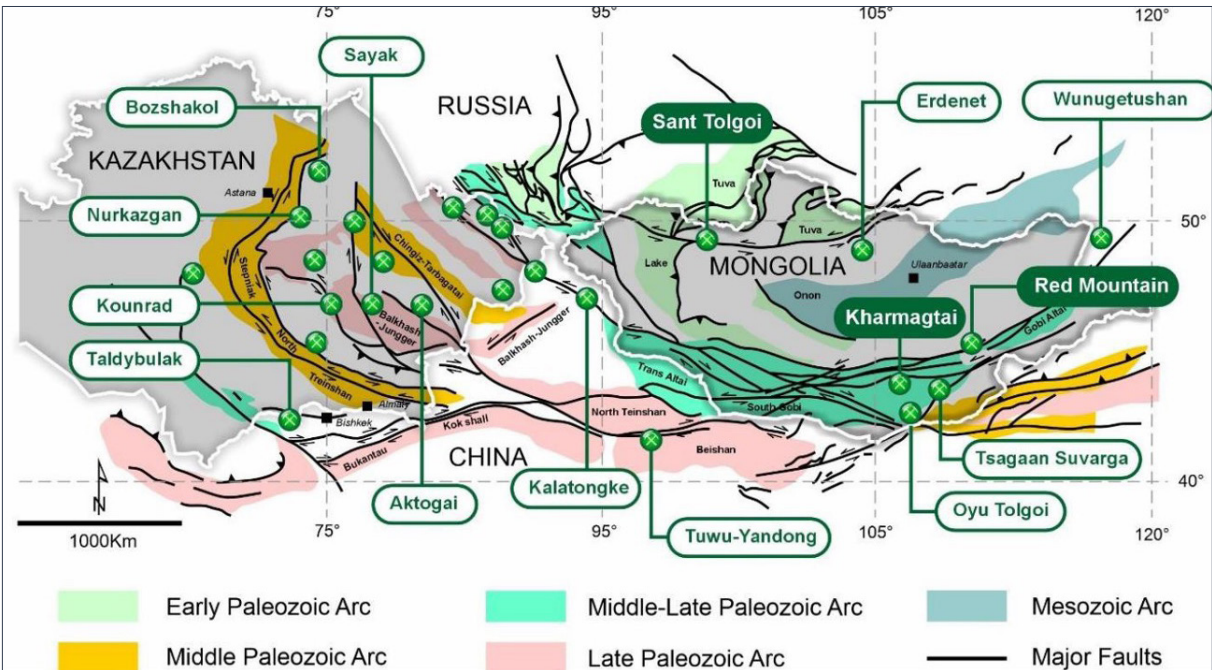 75°
95°
105°
120°
Sayak
Bozshakol
RUSSIA
Sant Tolgoi
Erdenet
Wunugetushan
KAZAKHSTAN
Astana
Tuva
Nurkazgan
50°
Tuva
Chingiz-Tarbagatai
Lake
MONGOLIA
Ulaanbaatar
Stepniak
Onon
Red Mountain
Kounrad
Kharmagtai
Balkhash
-Jungger
Balkhash-Jungger
Gobi Altai
Taldybulak
North
Treinshan
Trans Altai
Almaty
Bishkek
North Teinshan
South Gobi
Kok shall
Bukantau
CHINA
Beishan
Tsagaan Suvarga
N
Aktogai
Kalatongke
40°
Oyu Tolgoi
Tuwu-Yandong
75°
95°
105°
120°
1000Km
Early Paleozoic Arc
Middle-Late Paleozoic Arc
Mesozoic Arc
Middle Paleozoic Arc
Late Paleozoic Arc
Major Faults